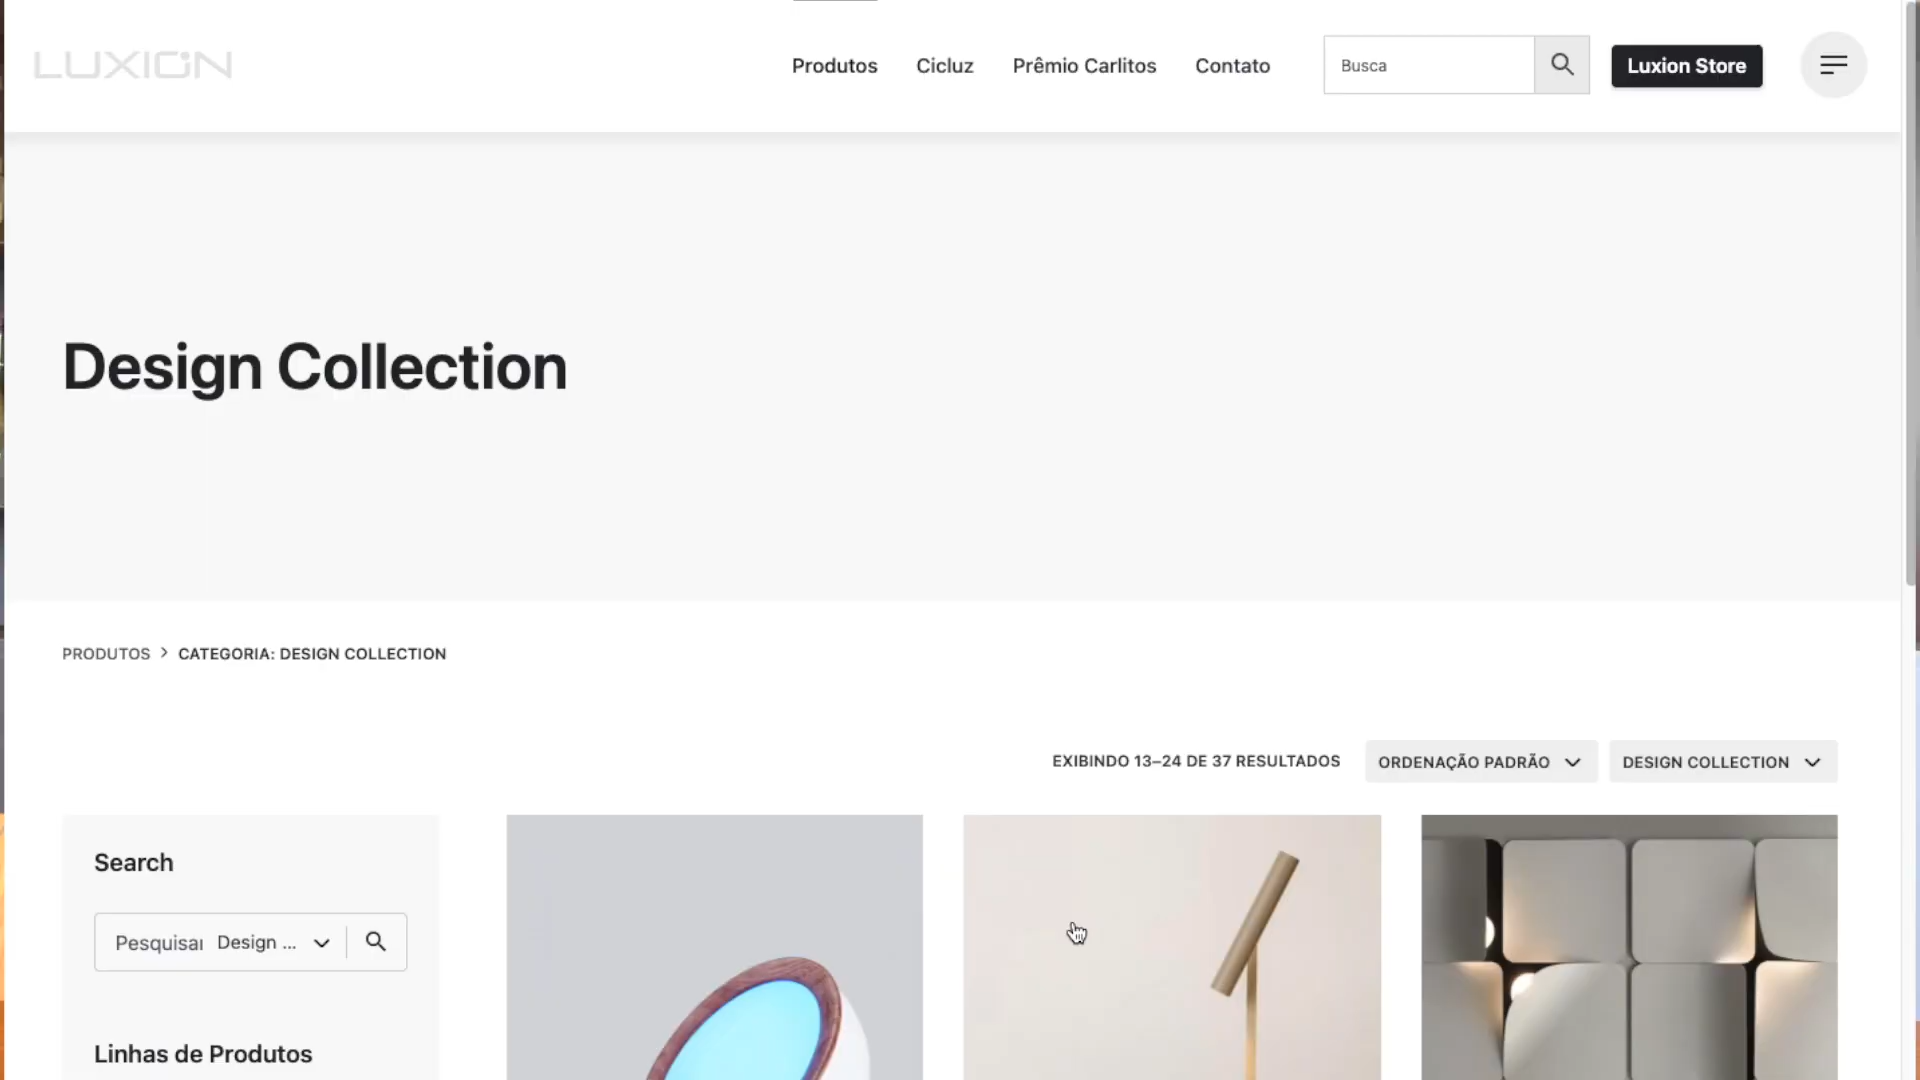 LUXION
Produtos
Cicluz
Prêmio Carlitos
Contato
Busca
Luxion Store
Design Collection
PRODUTOS > CATEGORIA: DESIGN COLLECTION
EXIBINDO 13–24 DE 37 RESULTADOS
ORDENAÇÃO PADRÃO
DESIGN COLLECTION
Search
Pesquisar
Design ...
Linhas de Produtos